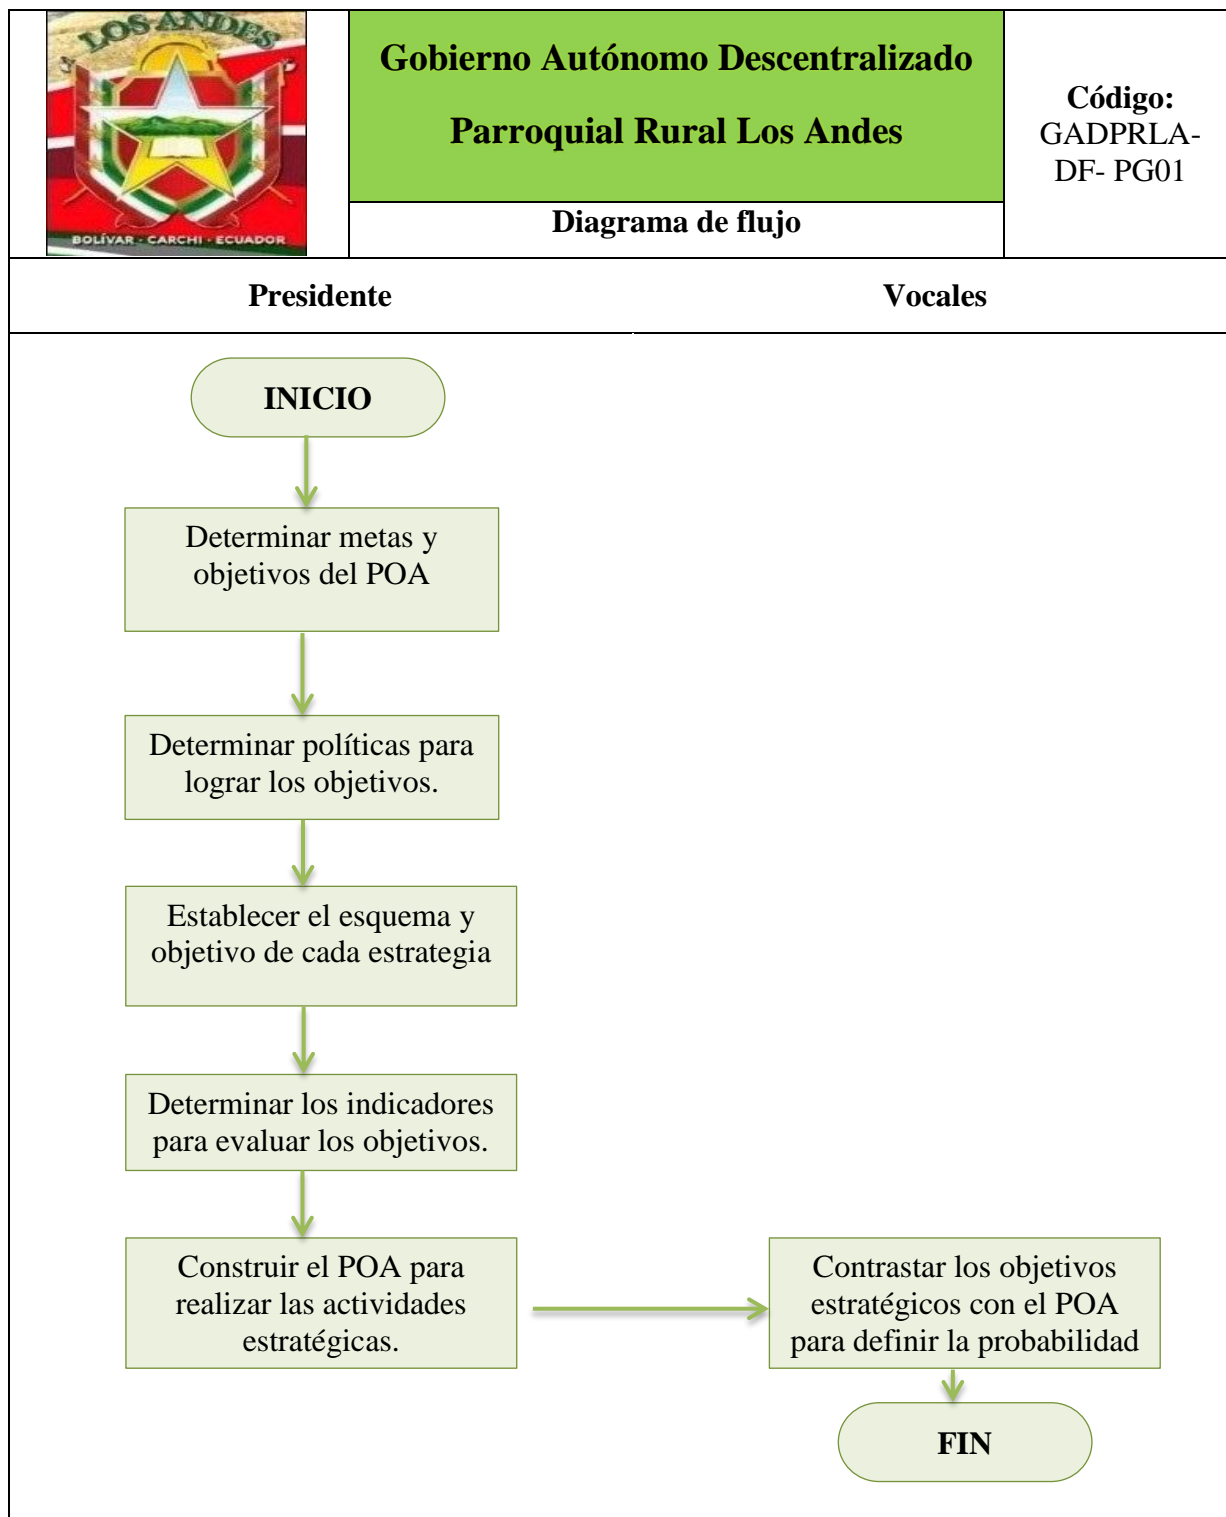 LOS ANDES
BOLÍVAR - CARCHI - ECUADOR
Gobierno Autónomo Descentralizado
Parroquial Rural Los Andes
Diagrama de flujo
Código:
GADPRLA-
DF- PG01
Presidente
Vocales
INICIO
Determinar metas y
objetivos del POA
Determinar políticas para
lograr los objetivos.
Establecer el esquema y
objetivo de cada estrategia
Determinar los indicadores
para evaluar los objetivos.
Construir el POA para
realizar las actividades
estratégicas.
Contrastar los objetivos
estratégicos con el POA
para definir la probabilidad
FIN